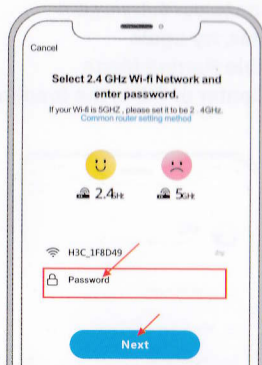 Cancel
Select 2.4 GHz Wi-fi Network and
enter password.
If your Wi-fi is 5GHZ , please set it to be 2 . 4GHz.
Common router setting method
2.4GHz
5GHz
H3C_1F8D49
Password
Next